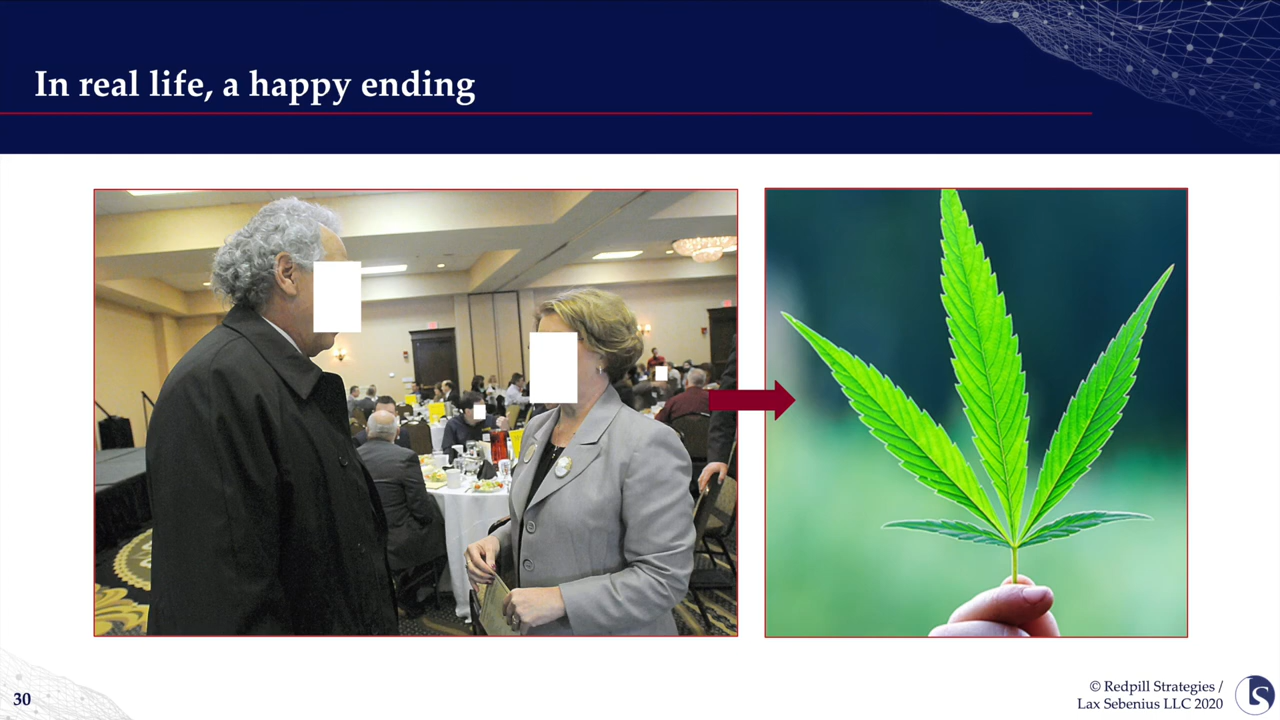 In real life, a happy ending
30
© Redpill Strategies /
Lax Sebenius LLC 2020